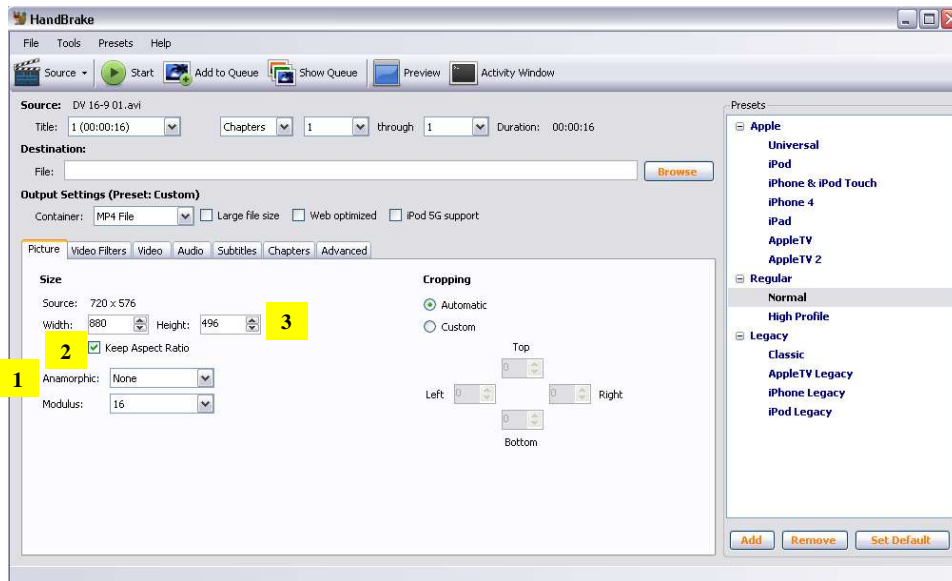 HandBrake
File Tools Presets Help
Source Start Add to Queue Show Queue Preview Activity Window
Source: DV 16-9 01.avi
Title: 1 (00:00:16) Chapters 1 through 1 Duration: 00:00:16
Destination:
File: Browse
Output Settings (Preset: Custom)
Container: MP4 File Large file size Web optimized iPod 5G support
Picture Video Filters Video Audio Subtitles Chapters Advanced
Size
Source: 720 x 576
Width: 880 Height: 496 3
2 Keep Aspect Ratio
1 Anamorphic: None
Modulus: 16
Cropping
Automatic
Custom
Top
0
Left 0 0 Right
0
Bottom
Presets
Apple
Universal
iPod
iPhone & iPod Touch
iPhone 4
iPad
AppleTV
AppleTV 2
Regular
Normal
High Profile
Legacy
Classic
AppleTV Legacy
iPhone Legacy
iPod Legacy
Add Remove Set Default